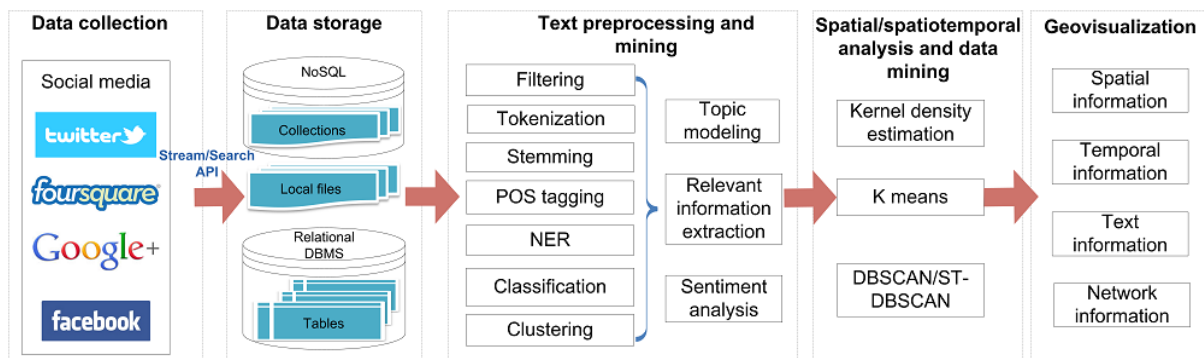 Data collection
Social media
twitter
foursquare
Google+
facebook
Stream/Search
API
Data storage
NoSQL
Collections
Local files
Relational
DBMS
Tables
Text preprocessing and
mining
Filtering
Tokenization
Stemming
POS tagging
NER
Classification
Clustering
Topic
modeling
Relevant
information
extraction
Sentiment
analysis
Spatial/spatiotemporal
analysis and data
mining
Kernel density
estimation
K means
DBSCAN/ST-
DBSCAN
Geovisualization
Spatial
information
Temporal
information
Text
information
Network
information